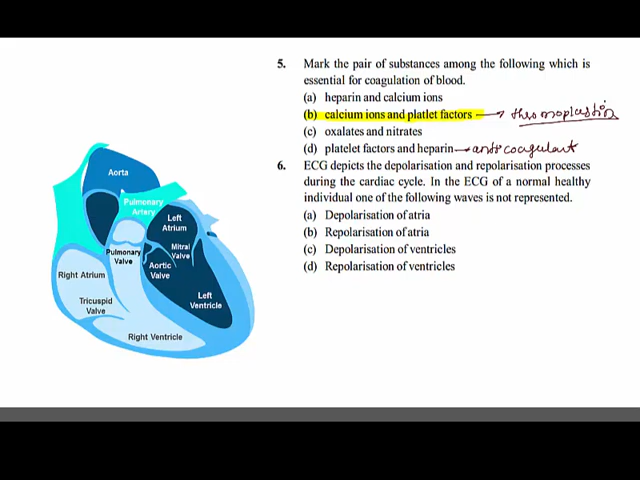 5. Mark the pair of substances among the following which is
essential for coagulation of blood.
(a) heparin and calcium ions
(b) calcium ions and platlet factors → thromoplastin
(c) oxalates and nitrates
(d) platelet factors and heparin → anti coagulant
6. ECG depicts the depolarisation and repolarisation processes
during the cardiac cycle. In the ECG of a normal healthy
individual one of the following waves is not represented.
(a) Depolarisation of atria
(b) Repolarisation of atria
(c) Depolarisation of ventricles
(d) Repolarisation of ventricles
Aorta
Pulmonary
Artery
Left
Atrium
Mitral
Valve
Pulmonary
Valve
Aortic
Valve
Right Atrium
Left
Ventricle
Tricuspid
Valve
Right Ventricle